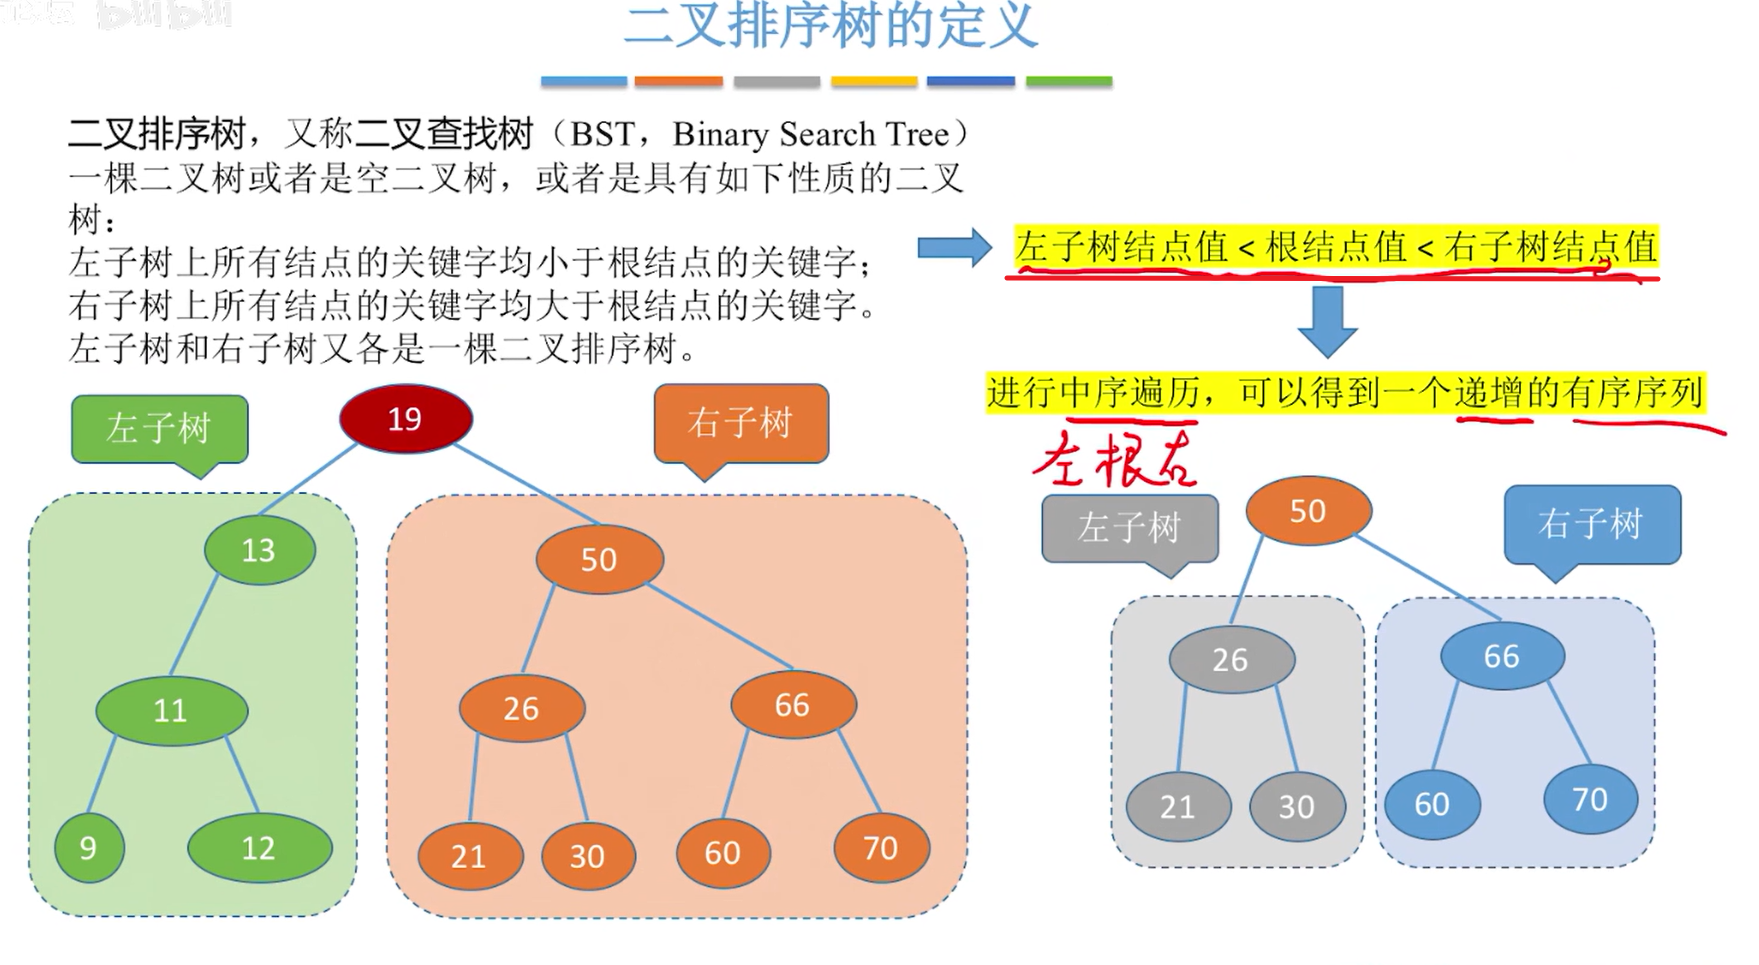 二叉排序树的定义
二叉排序树，又称二叉查找树（BST，Binary Search Tree）
一棵二叉树或者是空二叉树，或者是具有如下性质的二叉
树：
左子树上所有结点的关键字均小于根结点的关键字；
右子树上所有结点的关键字均大于根结点的关键字。
左子树和右子树又各是一棵二叉排序树。
左子树结点值 < 根结点值 < 右子树结点值
进行中序遍历，可以得到一个递增的有序序列
左根右
左子树
19
右子树
13
50
11
26
66
9
12
21
30
60
70
左子树
50
右子树
26
66
21
30
60
70